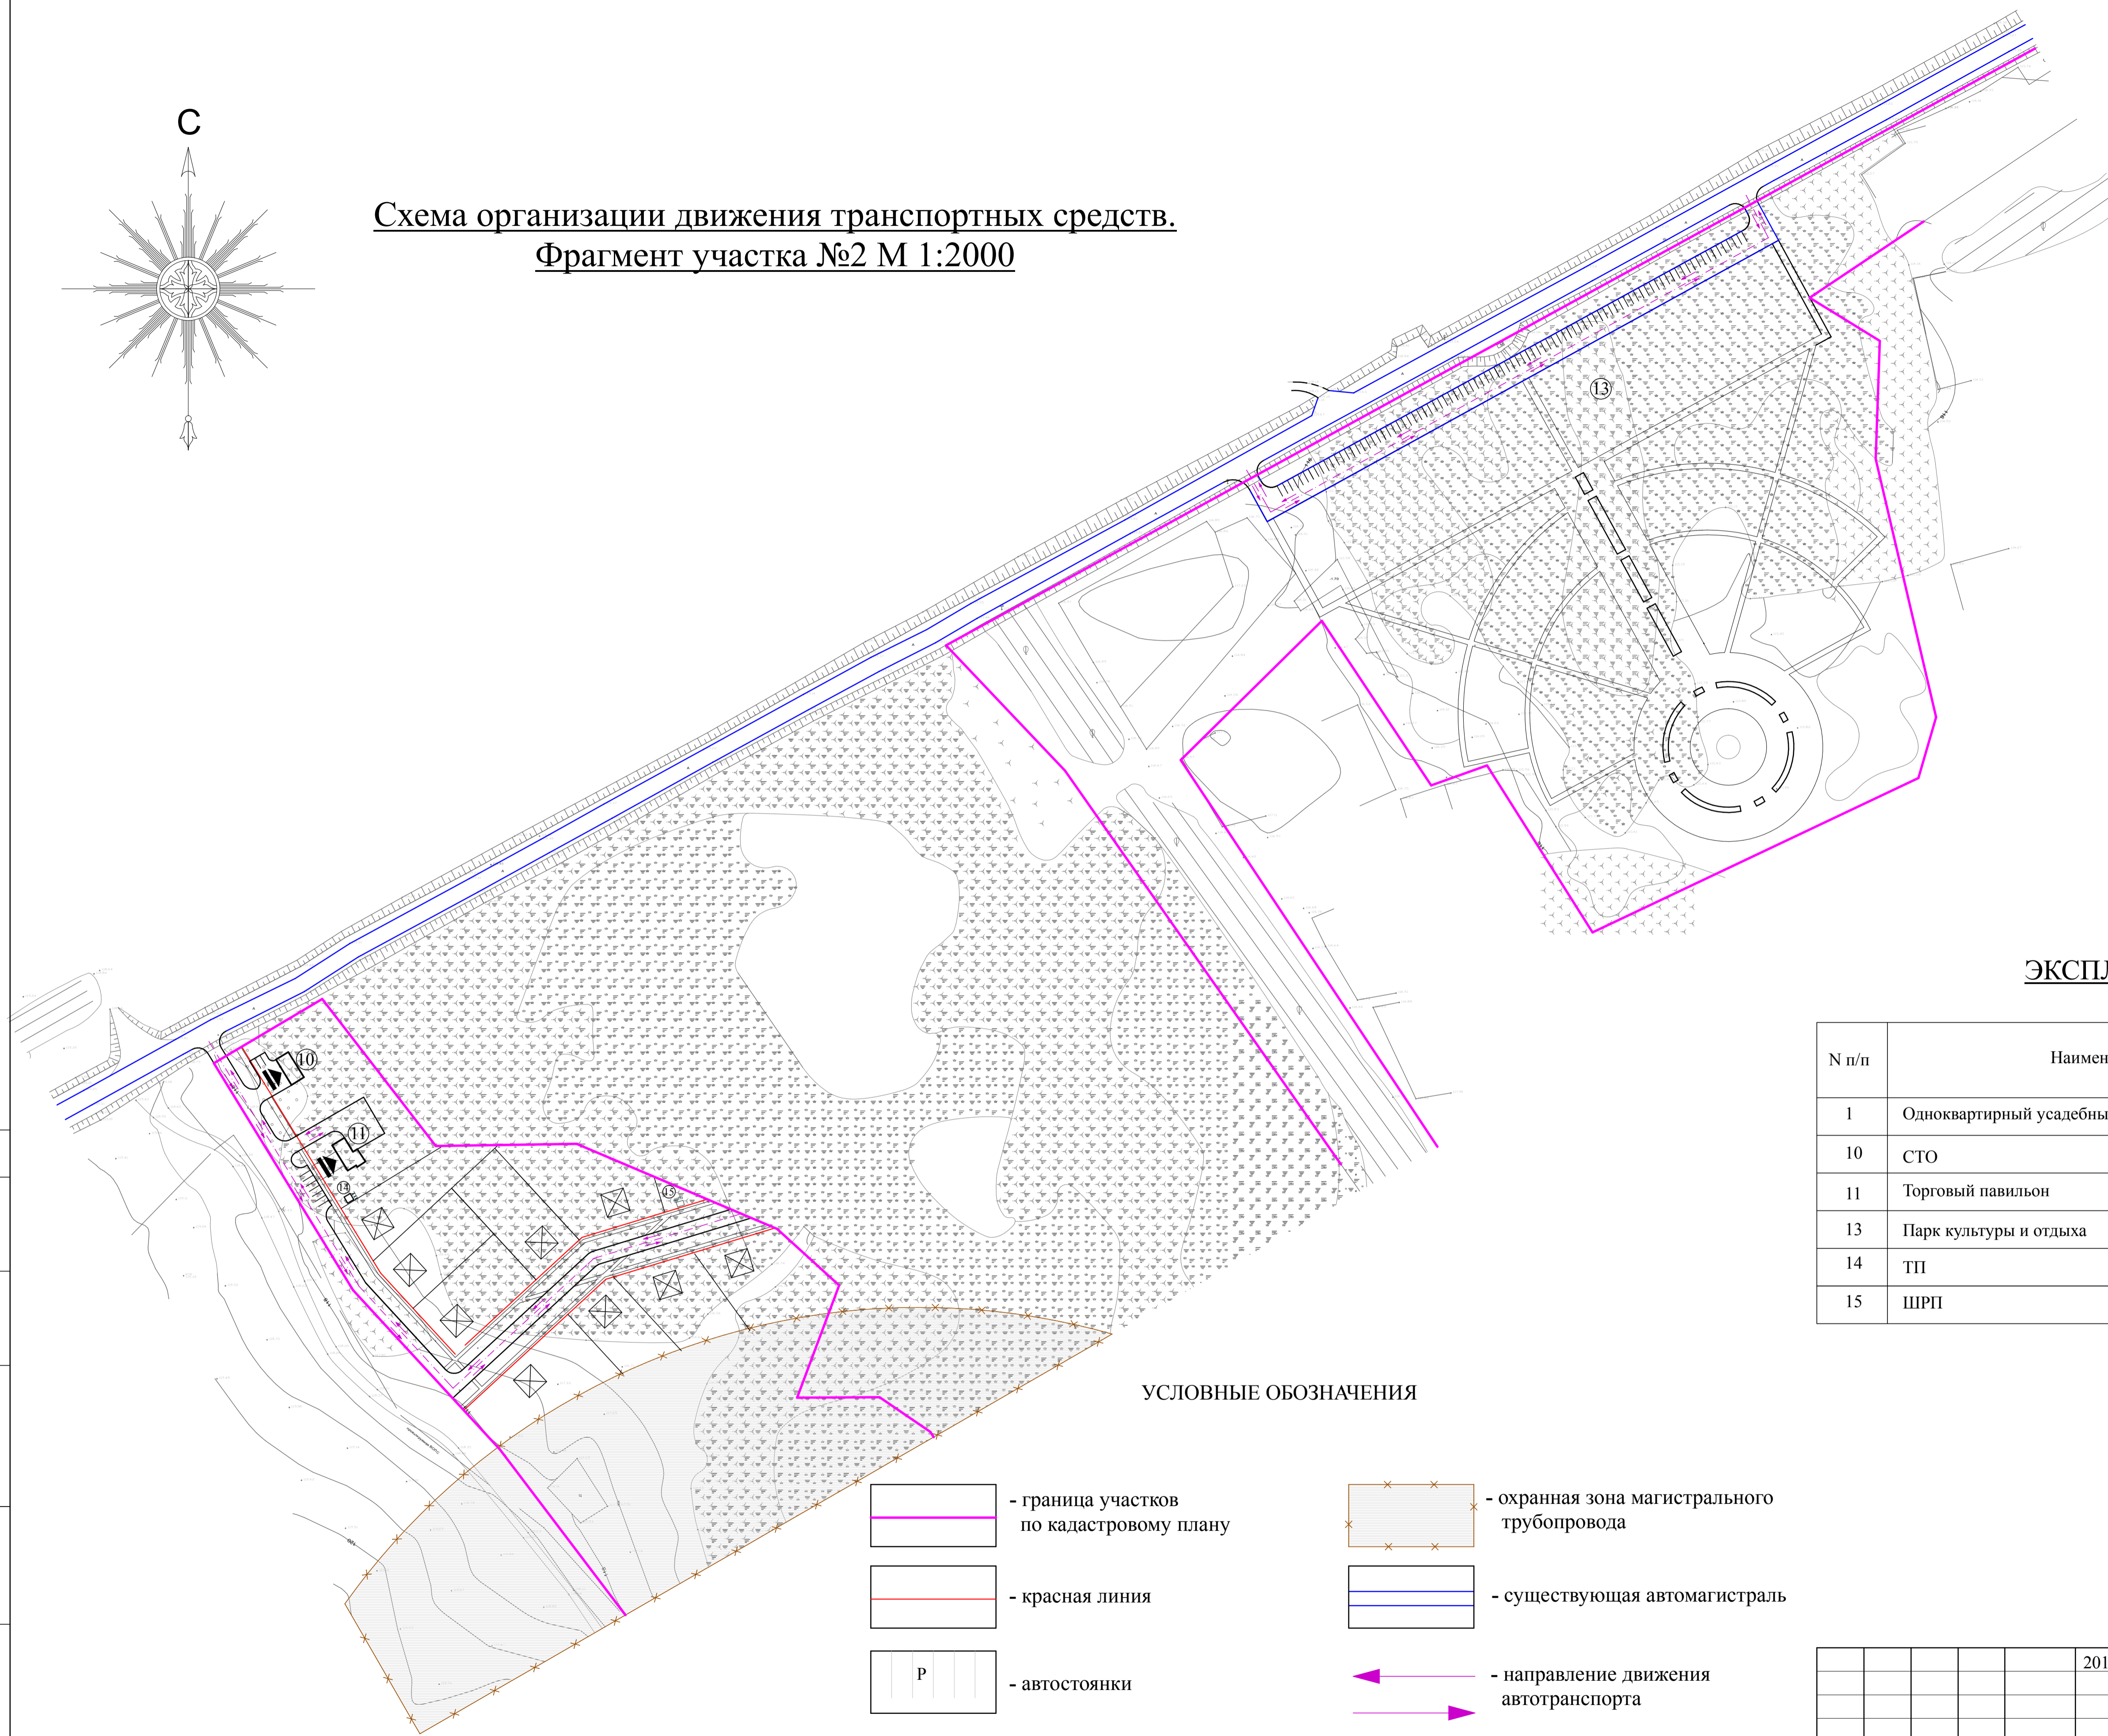 С
Схема организации движения транспортных средств.
Фрагмент участка №2 М 1:2000
13
10
11
14
15
ЭКСПЛ
N п/п
Наимен
1
Одноквартирный усадебны
10
СТО
11
Торговый павильон
13
Парк культуры и отдыха
14
ТП
15
ШРП
УСЛОВНЫЕ ОБОЗНАЧЕНИЯ
- граница участков
по кадастровому плану
- охранная зона магистрального
трубопровода
- красная линия
- существующая автомагистраль
P
- автостоянки
- направление движения
автотранспорта
201